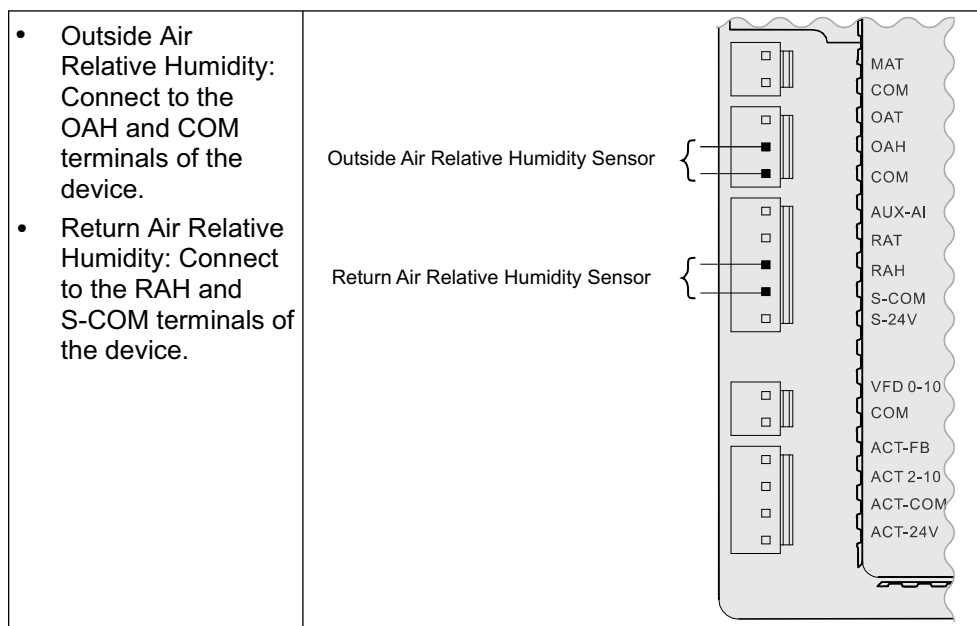 • Outside Air
Relative Humidity:
Connect to the
OAH and COM
terminals of the
device.
• Return Air Relative
Humidity: Connect
to the RAH and
S-COM terminals of
the device.
Outside Air Relative Humidity Sensor
Return Air Relative Humidity Sensor
MAT
COM
OAT
OAH
COM
AUX-AI
RAT
RAH
S-COM
S-24V
VFD 0-10
COM
ACT-FB
ACT 2-10
ACT-COM
ACT-24V